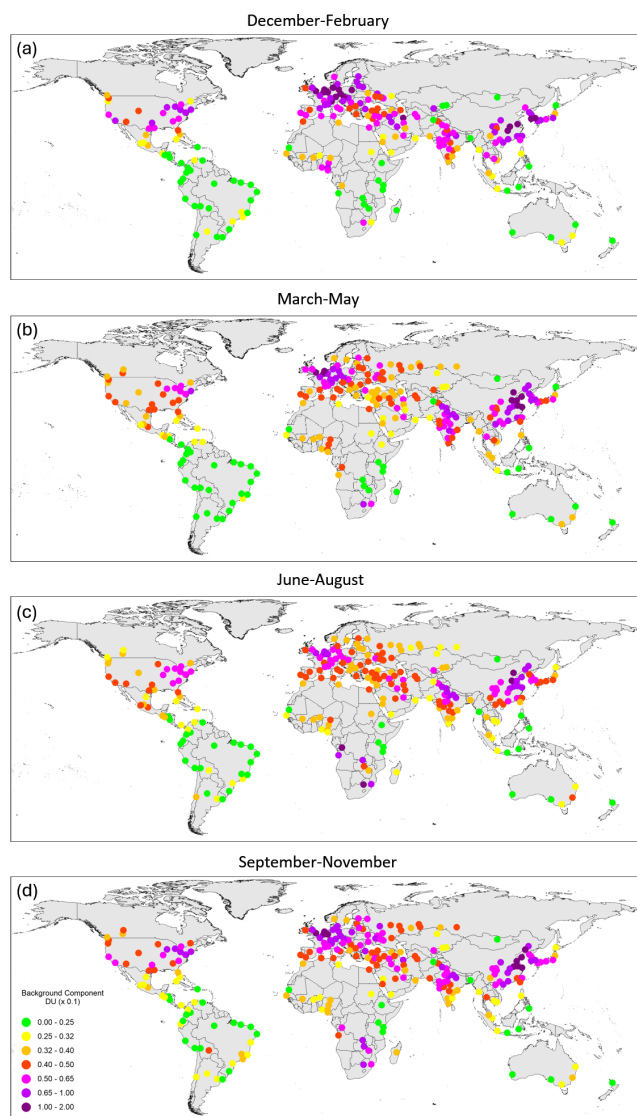 December-February
(a)
March-May
(b)
June-August
(c)
September-November
(d)
Background Component
DU (x 0.1)
0.00 - 0.25
0.25 - 0.32
0.32 - 0.40
0.40 - 0.50
0.50 - 0.65
0.65 - 1.00
1.00 - 2.00